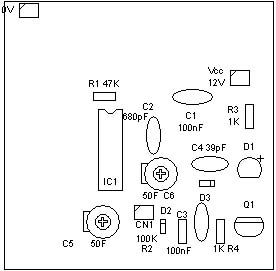 0V
Vcc
12V
R1 47K
C2
680pF
C1
100nF
R3
1K
C4 39pF
D1
+
IC1
50F C6
D3
D2
CN1
C3
Q1
C5 50F
100K
R2
100nF
1K R4